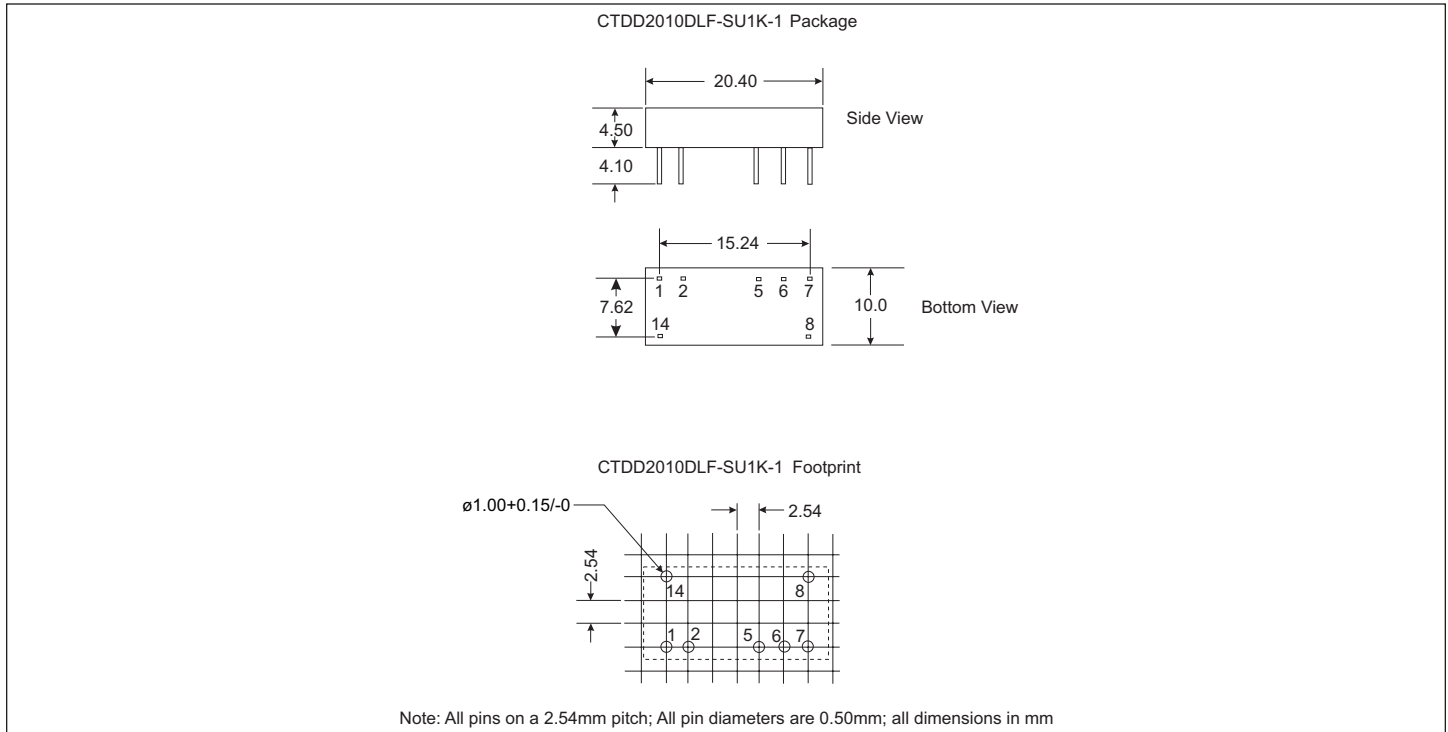 CTDD2010DLF-SU1K-1 Package
20.40
Side View
4.50
4.10
15.24
1 2 5 6 7
7.62
10.0
Bottom View
14 8
CTDD2010DLF-SU1K-1 Footprint
ø1.00+0.15/-0
2.54
2.54
14 8
1 2 5 6 7
Note: All pins on a 2.54mm pitch; All pin diameters are 0.50mm; all dimensions in mm